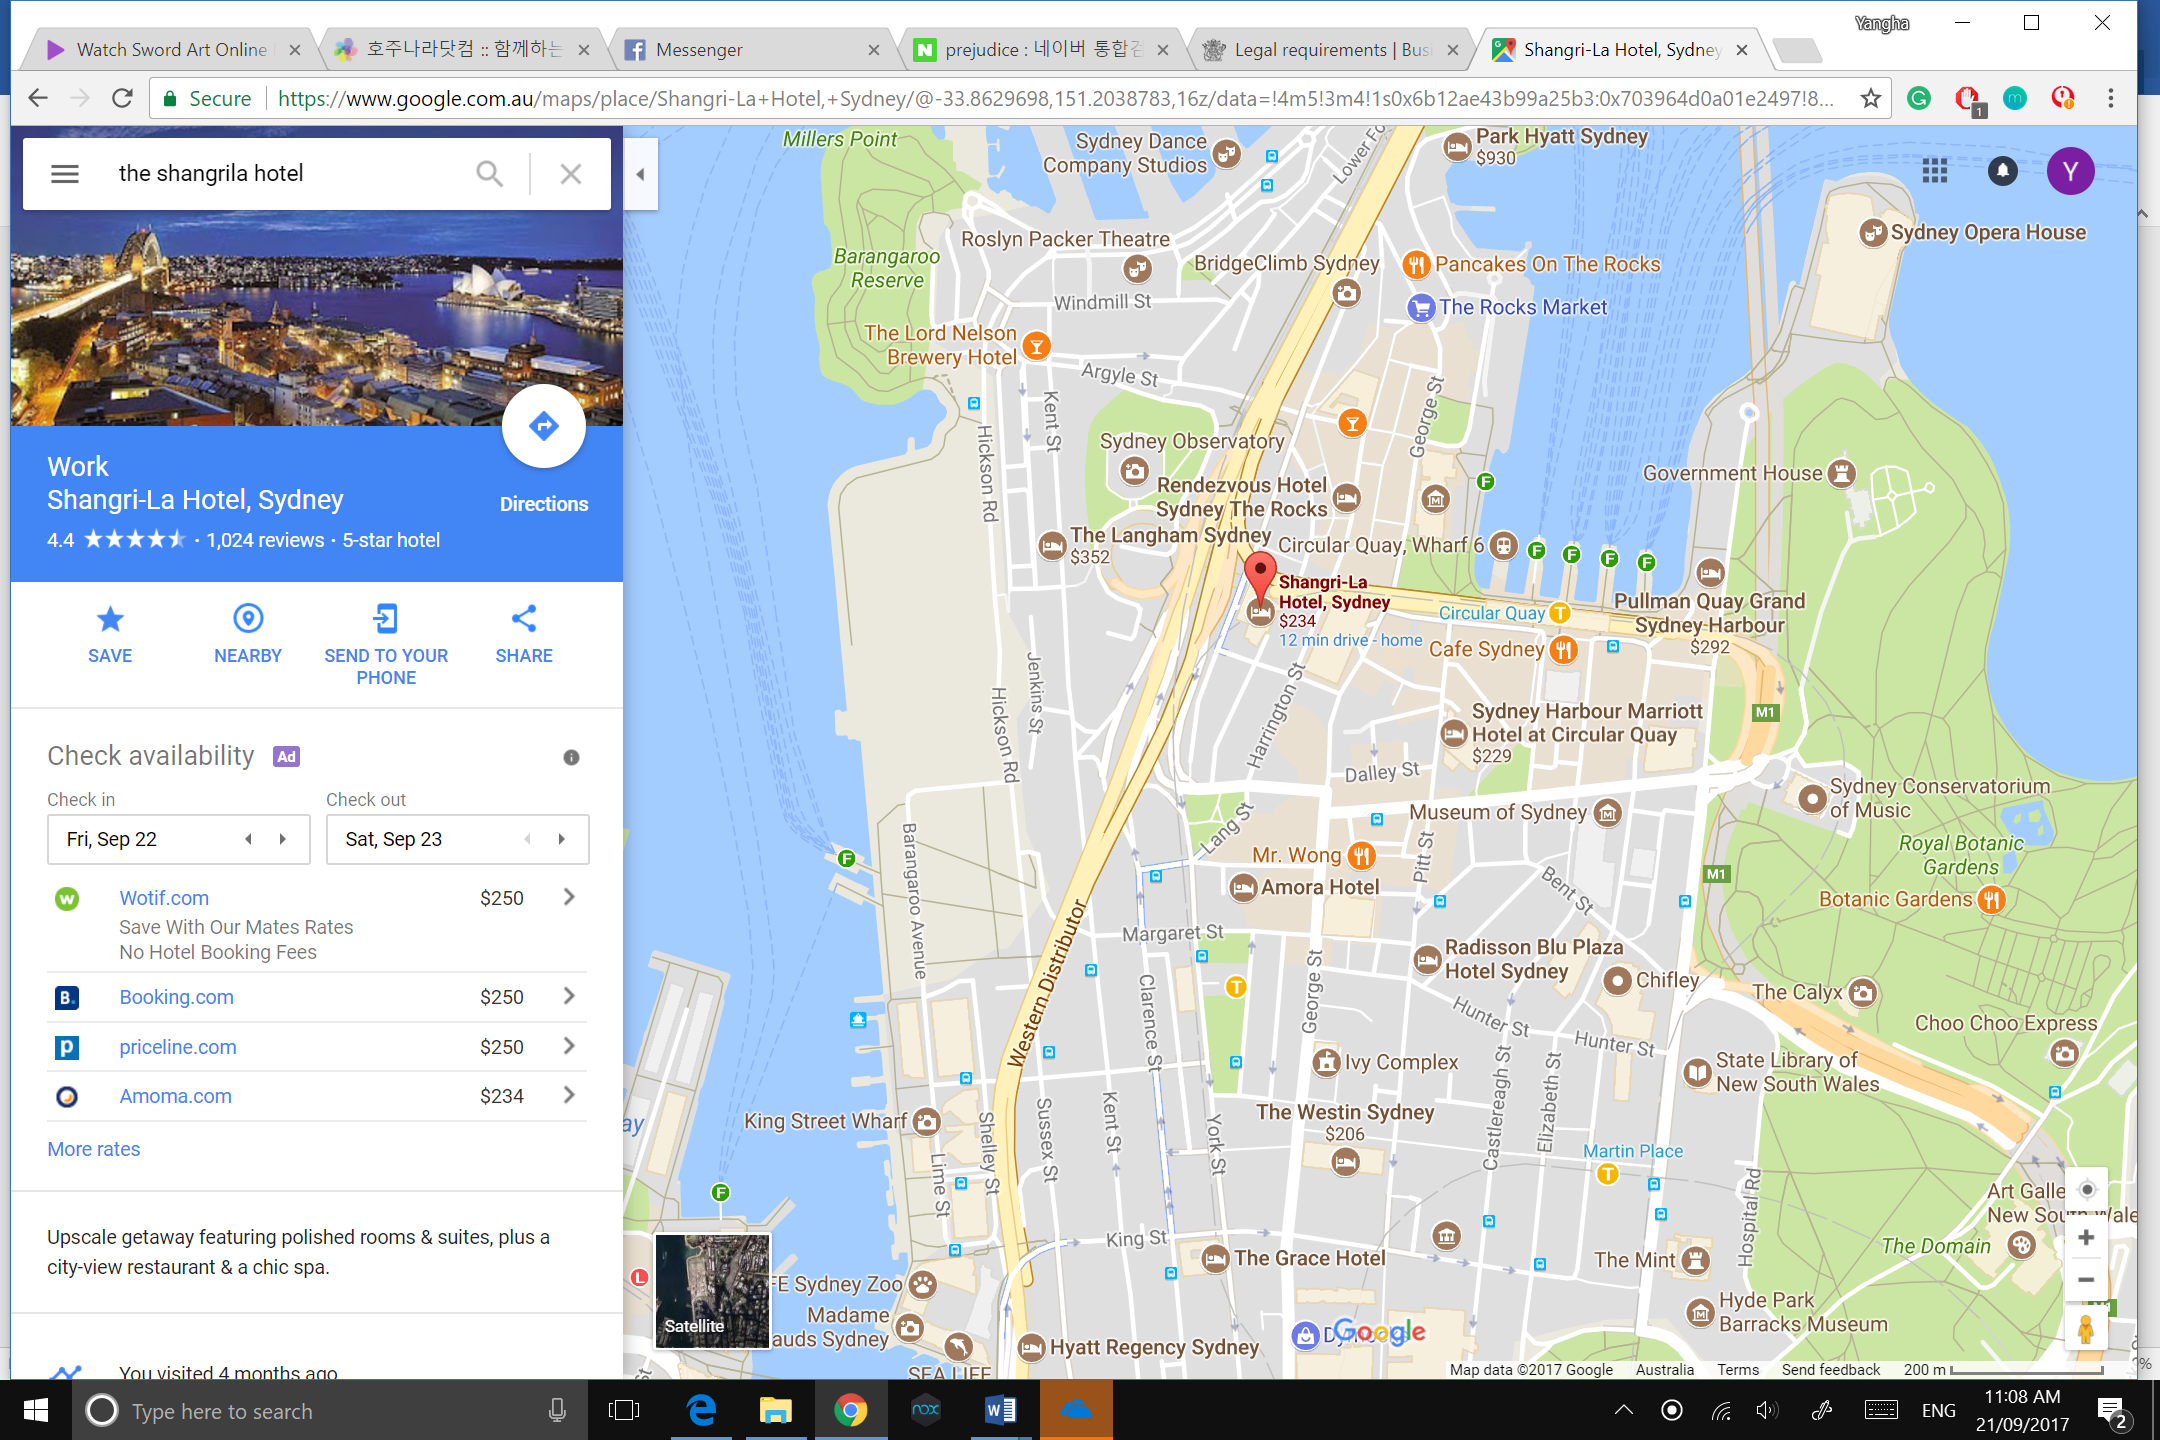 Yangha
Watch Sword Art Online
호주나라닷컴 :: 함께하는
Messenger
prejudice : 네이버 통합검
Legal requirements | Busi
Shangri-La Hotel, Sydney
Secure
https://www.google.com.au/maps/place/Shangri-La+Hotel,+Sydney/@-33.8629698,151.2038783,16z/data=!4m5!3m4!1s0x6b12ae43b99a25b3:0x703964d0a01e2497!8...
1
the shangrila hotel
Work
Shangri-La Hotel, Sydney
Directions
4.4 · 1,024 reviews · 5-star hotel
SAVE
NEARBY
SEND TO YOUR
PHONE
SHARE
Check availability Ad
Check in
Check out
Fri, Sep 22
Sat, Sep 23
Wotif.com $250
Save With Our Mates Rates
No Hotel Booking Fees
Booking.com $250
priceline.com $250
Amoma.com $234
More rates
Upscale getaway featuring polished rooms & suites, plus a
city-view restaurant & a chic spa.
You visited 4 months ago
Millers Point
Sydney Dance
Company Studios
Lower Fo
Park Hyatt Sydney
$930
Y
Sydney Opera House
Roslyn Packer Theatre
Barangaroo
Reserve
BridgeClimb Sydney
Pancakes On The Rocks
Windmill St
The Rocks Market
The Lord Nelson
Brewery Hotel
Argyle St
Kent St
Hickson Rd
George St
Sydney Observatory
Government House
Rendezvous Hotel
Sydney The Rocks
The Langham Sydney
$352
Circular Quay, Wharf 6
Shangri-La
Hotel, Sydney
$234
12 min drive - home
Circular Quay
Pullman Quay Grand
Sydney Harbour
$292
Cafe Sydney
Jenkins St
Hickson Rd
Harrington St
Sydney Harbour Marriott
Hotel at Circular Quay
$229
M1
Dalley St
Sydney Conservatorium
of Music
Museum of Sydney
Lang St
Pitt St
Royal Botanic
Gardens
Mr. Wong
Amora Hotel
M1
Bent St
Botanic Gardens
Barangaroo Avenue
Margaret St
Western Distributor
Radisson Blu Plaza
Hotel Sydney
Chifley
The Calyx
Clarence St
George St
Hunter St
Hunter St
Choo Choo Express
Ivy Complex
State Library of
New South Wales
Castlereagh St
Elizabeth St
King Street Wharf
Shelley St
Sussex St
Kent St
York St
The Westin Sydney
$206
Martin Place
Lime St
Hospital Rd
Art Galle
New South Wale
King St
The Grace Hotel
The Mint
The Domain
FE Sydney Zoo
Madame
auds Sydney
Hyde Park
Barracks Museum
Satellite
Google
Hyatt Regency Sydney
SEA LIFE
Map data ©2017 Google Australia Terms Send feedback 200 m
Type here to search
nox
ENG
11:08 AM
21/09/2017
2